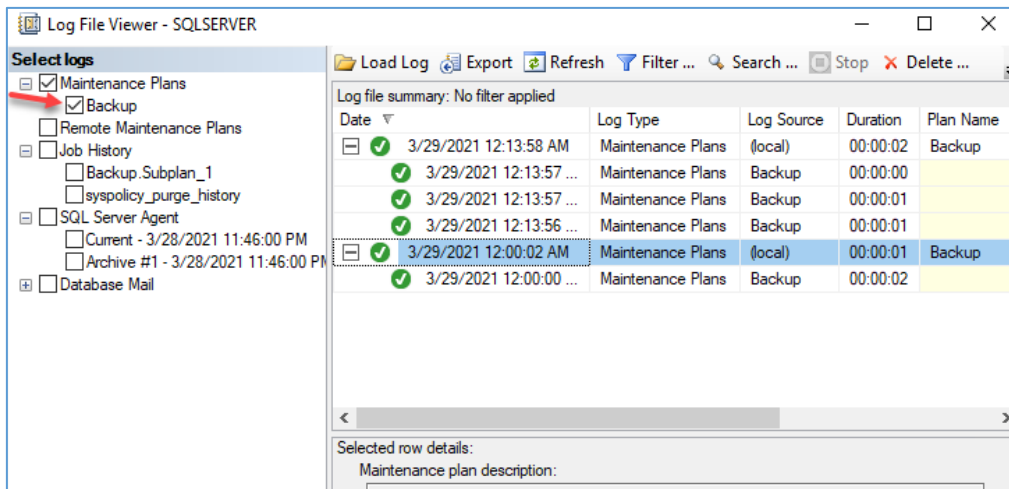 Log File Viewer - SQLSERVER
Select logs
Maintenance Plans
Backup
Remote Maintenance Plans
Job History
Backup.Subplan_1
syspolicy_purge_history
SQL Server Agent
Current - 3/28/2021 11:46:00 PM
Archive #1 - 3/28/2021 11:46:00 PM
Database Mail
Load Log Export Refresh Filter ... Search ... Stop Delete ...
Log file summary: No filter applied
Date Log Type Log Source Duration Plan Name
3/29/2021 12:13:58 AM Maintenance Plans (local) 00:00:02 Backup
3/29/2021 12:13:57 ... Maintenance Plans Backup 00:00:00
3/29/2021 12:13:57 ... Maintenance Plans Backup 00:00:01
3/29/2021 12:13:56 ... Maintenance Plans Backup 00:00:01
3/29/2021 12:00:02 AM Maintenance Plans (local) 00:00:01 Backup
3/29/2021 12:00:00 ... Maintenance Plans Backup 00:00:02
Selected row details:
Maintenance plan description: